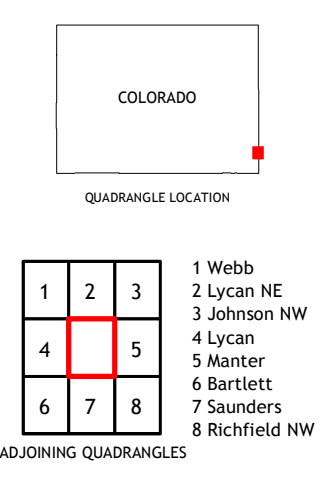 COLORADO
QUADRANGLE LOCATION
1 2 3
4 5
6 7 8
1 Webb
2 Lycan NE
3 Johnson NW
4 Lycan
5 Manter
6 Bartlett
7 Saunders
8 Richfield NW
ADJOINING QUADRANGLES